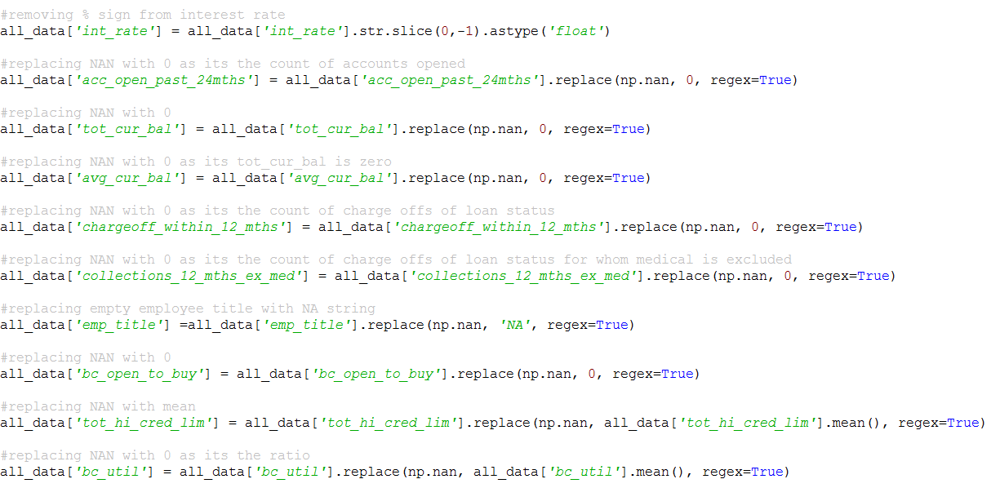 #removing % sign from interest rate
all_data['int_rate'] = all_data['int_rate'].str.slice(0,-1).astype('float')
#replacing NAN with 0 as its the count of accounts opened
all_data['acc_open_past_24mths'] = all_data['acc_open_past_24mths'].replace(np.nan, 0, regex=True)
#replacing NAN with 0
all_data['tot_cur_bal'] = all_data['tot_cur_bal'].replace(np.nan, 0, regex=True)
#replacing NAN with 0 as its tot_cur_bal is zero
all_data['avg_cur_bal'] = all_data['avg_cur_bal'].replace(np.nan, 0, regex=True)
#replacing NAN with 0 as its the count of charge offs of loan status
all_data['chargeoff_within_12_mths'] = all_data['chargeoff_within_12_mths'].replace(np.nan, 0, regex=True)
#replacing NAN with 0 as its the count of charge offs of loan status for whom medical is excluded
all_data['collections_12_mths_ex_med'] = all_data['collections_12_mths_ex_med'].replace(np.nan, 0, regex=True)
#replacing empty employee title with NA string
all_data['emp_title'] =all_data['emp_title'].replace(np.nan, 'NA', regex=True)
#replacing NAN with 0
all_data['bc_open_to_buy'] = all_data['bc_open_to_buy'].replace(np.nan, 0, regex=True)
#replacing NAN with mean
all_data['tot_hi_cred_lim'] = all_data['tot_hi_cred_lim'].replace(np.nan, all_data['tot_hi_cred_lim'].mean(), regex=True)
#replacing NAN with 0 as its the ratio
all_data['bc_util'] = all_data['bc_util'].replace(np.nan, all_data['bc_util'].mean(), regex=True)